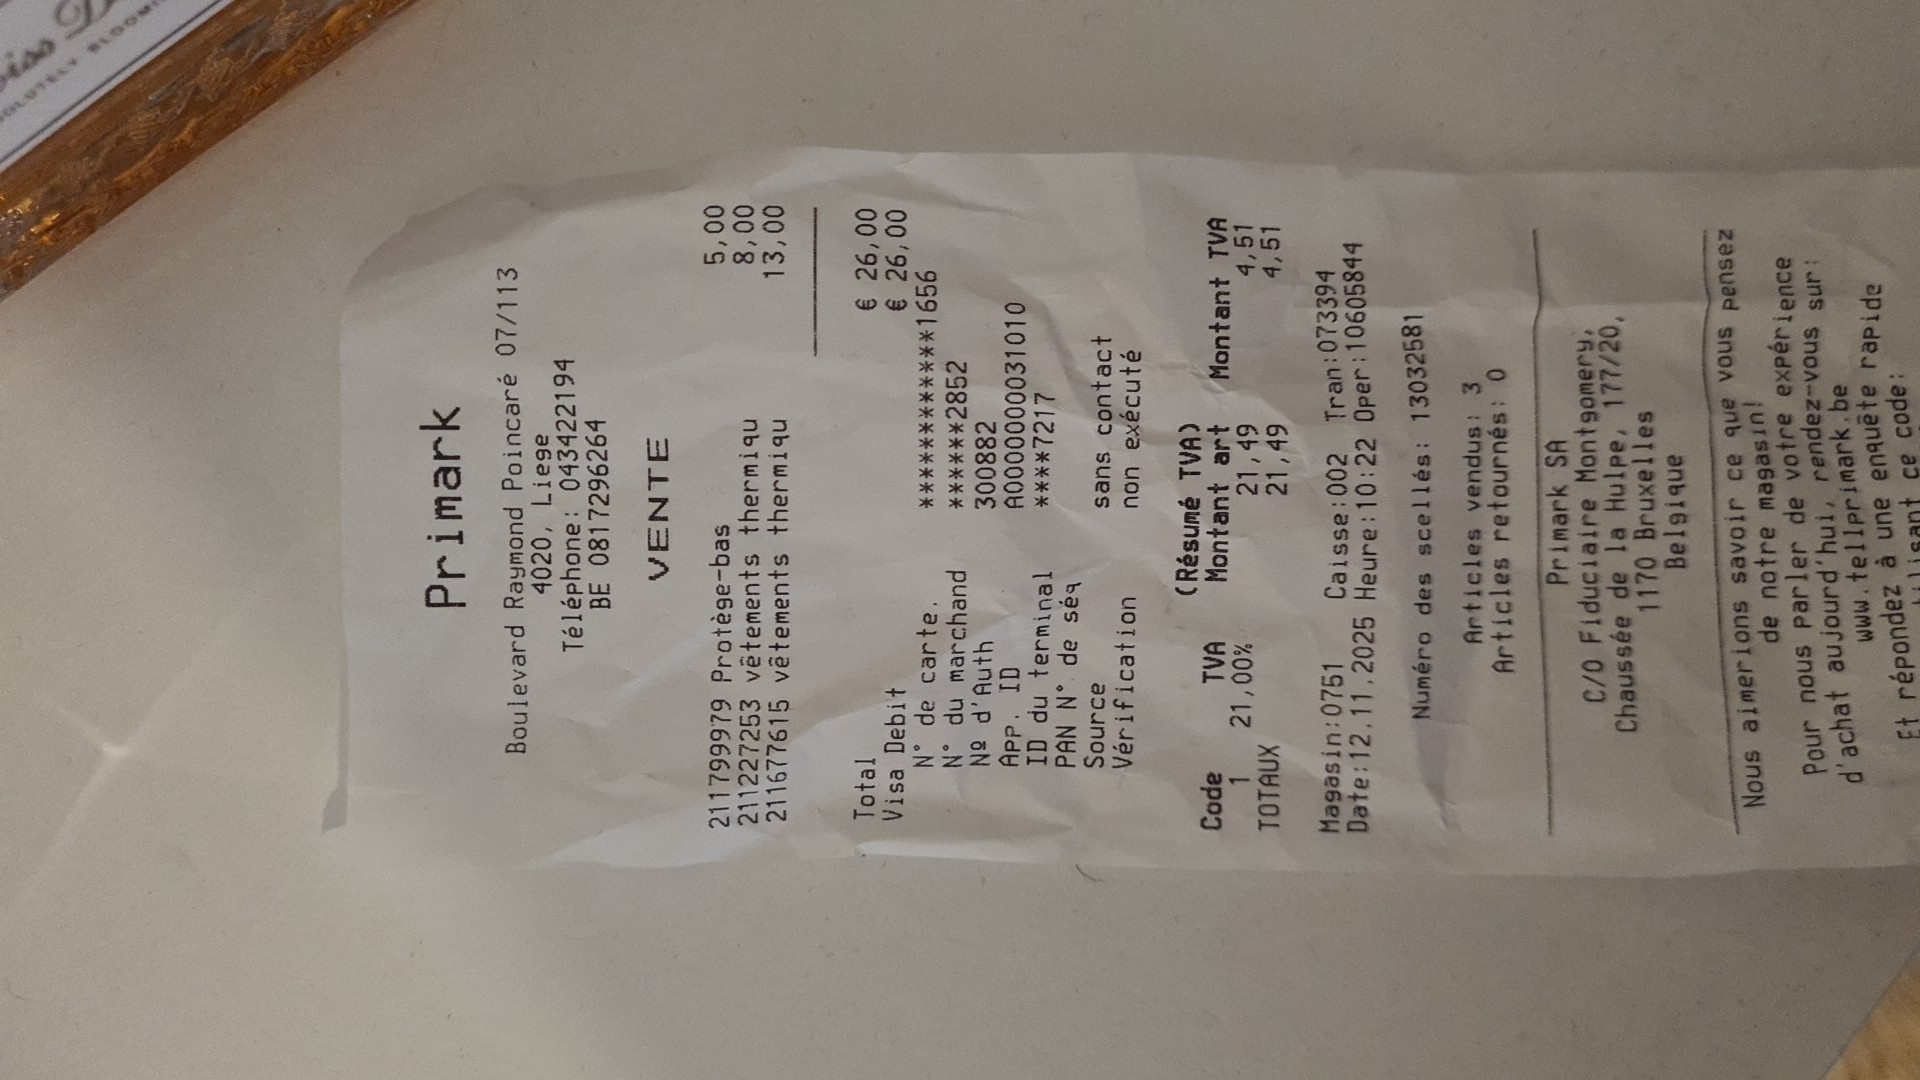 Primark
Boulevard Raymond Poincaré 07/113
4020, Liege
Téléphone: 043422194
BE 0817296264
VENTE
211799979 Protège-bas 5,00
211227253 vêtements thermiqu 8,00
211677615 vêtements thermiqu 13,00
Total € 26,00
Visa Debit € 26,00
N° de carte. ************1656
N° du marchand ******2852
Nº d'Auth 300882
App. ID A0000000031010
ID du terminal ****7217
PAN N° de séq
Source sans contact
Vérification non exécuté
(Résumé TVA)
Code TVA Montant art Montant TVA
1 21,00% 21,49 4,51
TOTAUX 21,49 4,51
Magasin:0751 Caisse:002 Tran:073394
Date:12.11.2025 Heure:10:22 Oper:10605844
Numéro des scellés: 13032581
Articles vendus: 3
Articles retournés: 0
Primark SA
C/O Fiduciaire Montgomery,
Chaussée de la Hulpe, 177/20,
1170 Bruxelles
Belgique
Nous aimerions savoir ce que vous pensez
de notre magasin!
Pour nous parler de votre expérience
d'achat aujourd'hui, rendez-vous sur:
www.tellprimark.be
Et répondez à une enquête rapide
ce code: